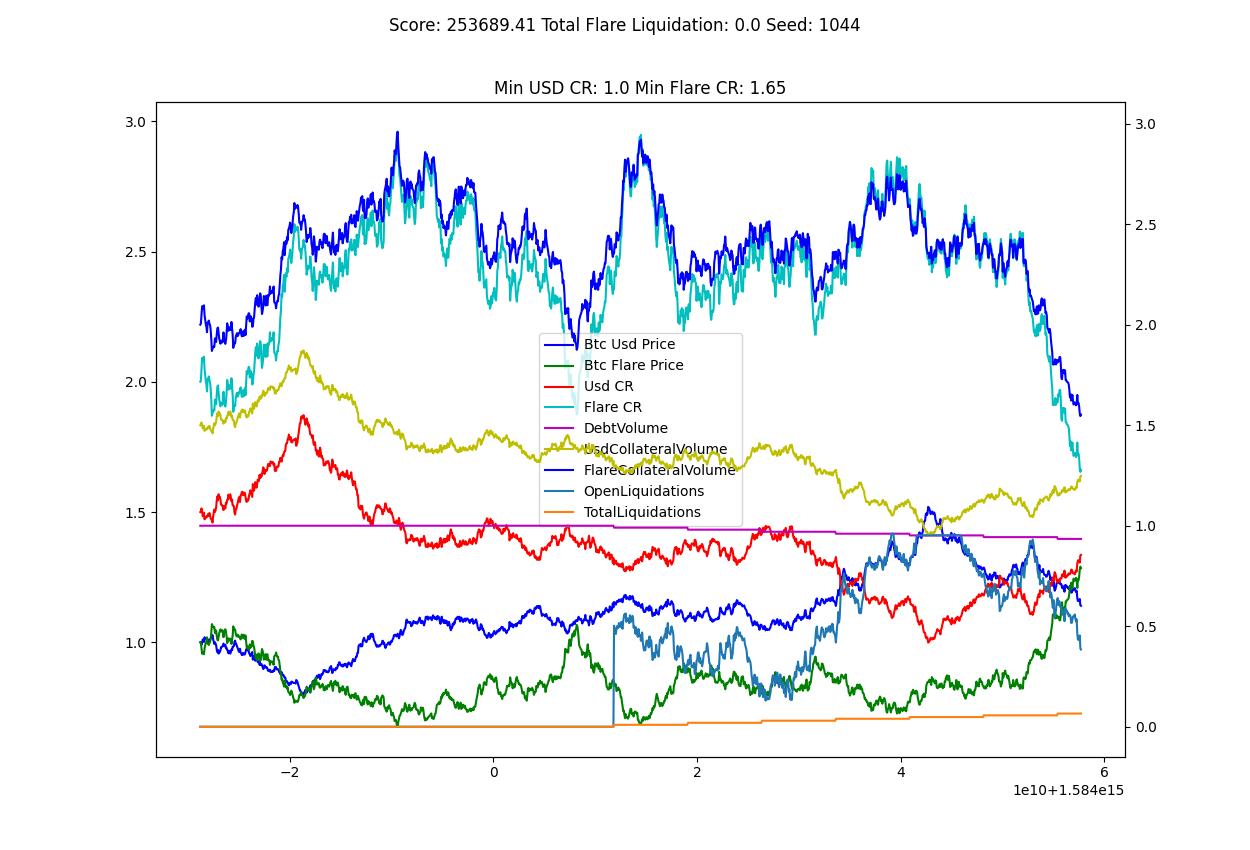 Score: 253689.41 Total Flare Liquidation: 0.0 Seed: 1044
Min USD CR: 1.0 Min Flare CR: 1.65
3.0
2.5
2.0
1.5
1.0
3.0
2.5
2.0
1.5
1.0
0.5
0.0
Btc Usd Price
Btc Flare Price
Usd CR
Flare CR
DebtVolume
UsdCollateralVolume
FlareCollateralVolume
OpenLiquidations
TotalLiquidations
−2 0 2 4 6
1e10+1.584e15